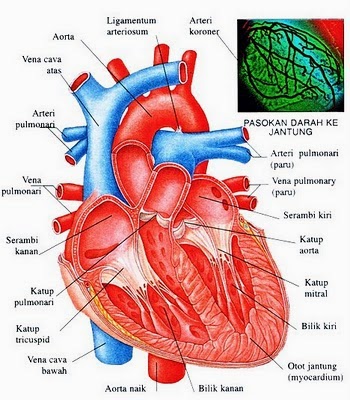 Ligamentum
arteriosum
Arteri
koroner
Aorta
Vena cava
atas
PASOKAN DARAH KE
JANTUNG
Arteri
pulmonari
Arteri pulmonari
(paru)
Vena
pulmonari
Vena pulmonary
(paru)
Serambi kiri
Serambi
kanan
Katup
aorta
Katup
pulmonari
Katup
mitral
Katup
tricuspid
Bilik kiri
Vena cava
bawah
Otot jantung
(myocardium)
Aorta naik
Bilik kanan